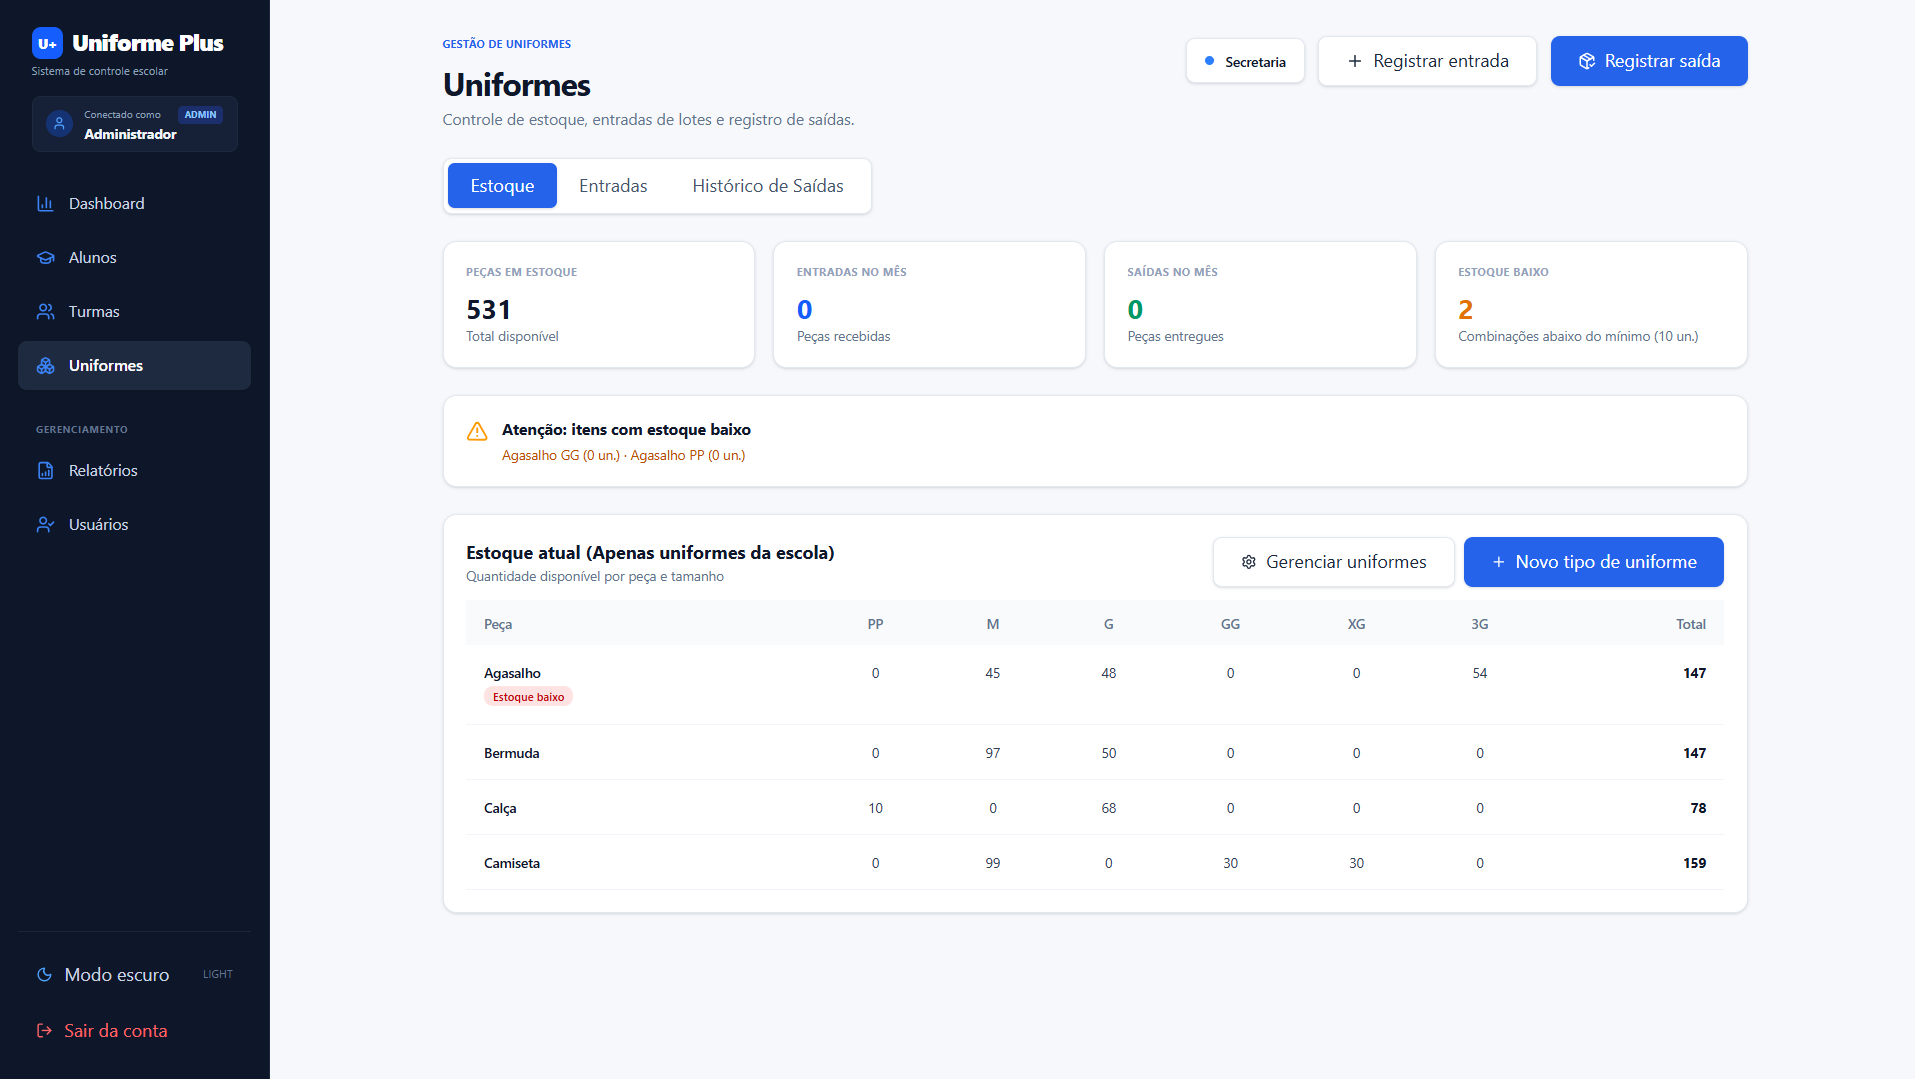 U+ Uniforme Plus
Sistema de controle escolar
Conectado como ADMIN
Administrador
Dashboard
Alunos
Turmas
Uniformes
GERENCIAMENTO
Relatórios
Usuários
Modo escuro LIGHT
Sair da conta
GESTÃO DE UNIFORMES
Uniformes
Controle de estoque, entradas de lotes e registro de saídas.
Secretaria
Registrar entrada
Registrar saída
Estoque Entradas Histórico de Saídas
PEÇAS EM ESTOQUE
531
Total disponível
ENTRADAS NO MÊS
0
Peças recebidas
SAÍDAS NO MÊS
0
Peças entregues
ESTOQUE BAIXO
2
Combinações abaixo do mínimo (10 un.)
Atenção: itens com estoque baixo
Agasalho GG (0 un.) · Agasalho PP (0 un.)
Estoque atual (Apenas uniformes da escola)
Quantidade disponível por peça e tamanho
Gerenciar uniformes
+ Novo tipo de uniforme
Peça PP M G GG XG 3G Total
Agasalho 0 45 48 0 0 54 147
Estoque baixo
Bermuda 0 97 50 0 0 0 147
Calça 10 0 68 0 0 0 78
Camiseta 0 99 0 30 30 0 159